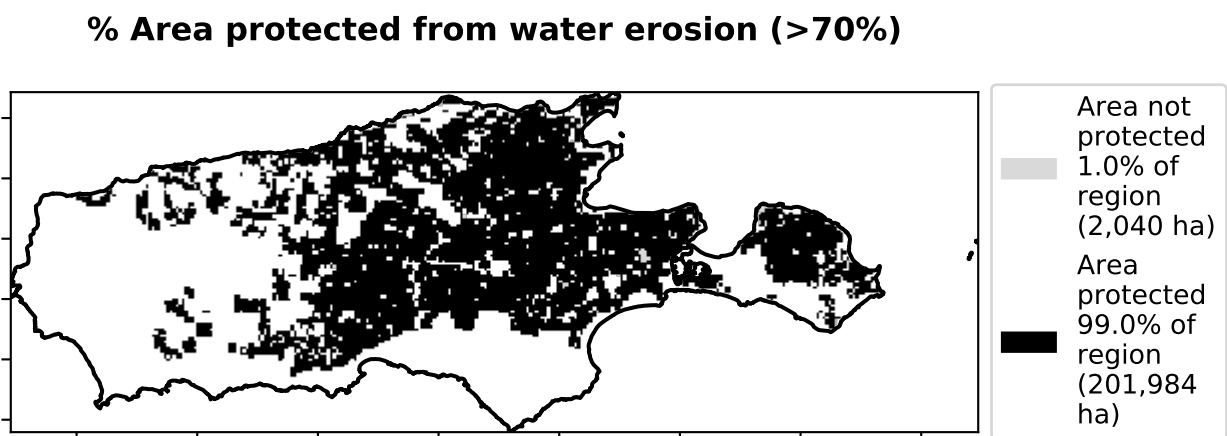 % Area protected from water erosion (>70%)
Area not
protected
1.0% of
region
(2,040 ha)
Area
protected
99.0% of
region
(201,984
ha)